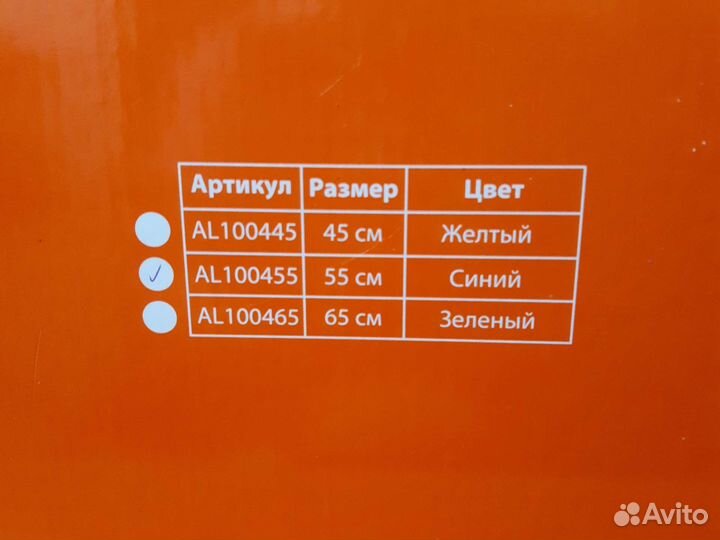 Артикул Размер Цвет
AL100445 45 см Желтый
AL100455 55 см Синий
AL100465 65 см Зеленый
Avito